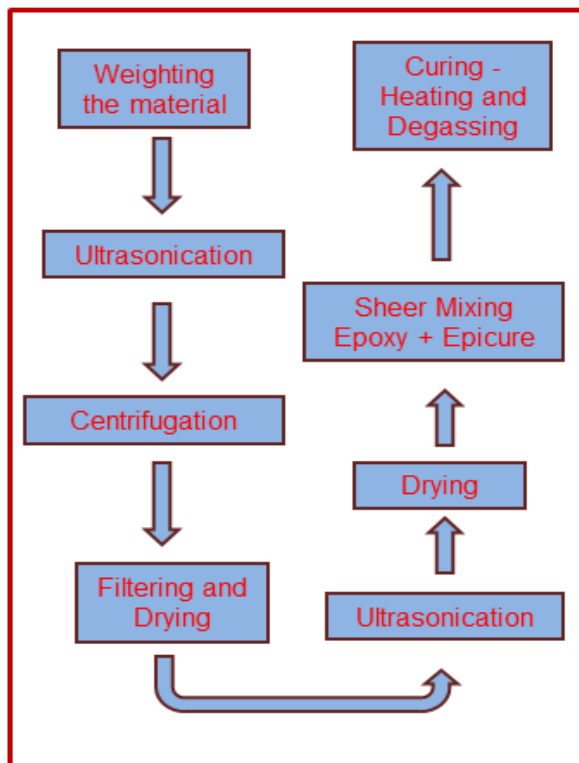 Weighting
the material
Ultrasonication
Centrifugation
Filtering and
Drying
Ultrasonication
Drying
Sheer Mixing
Epoxy + Epicure
Curing -
Heating and
Degassing